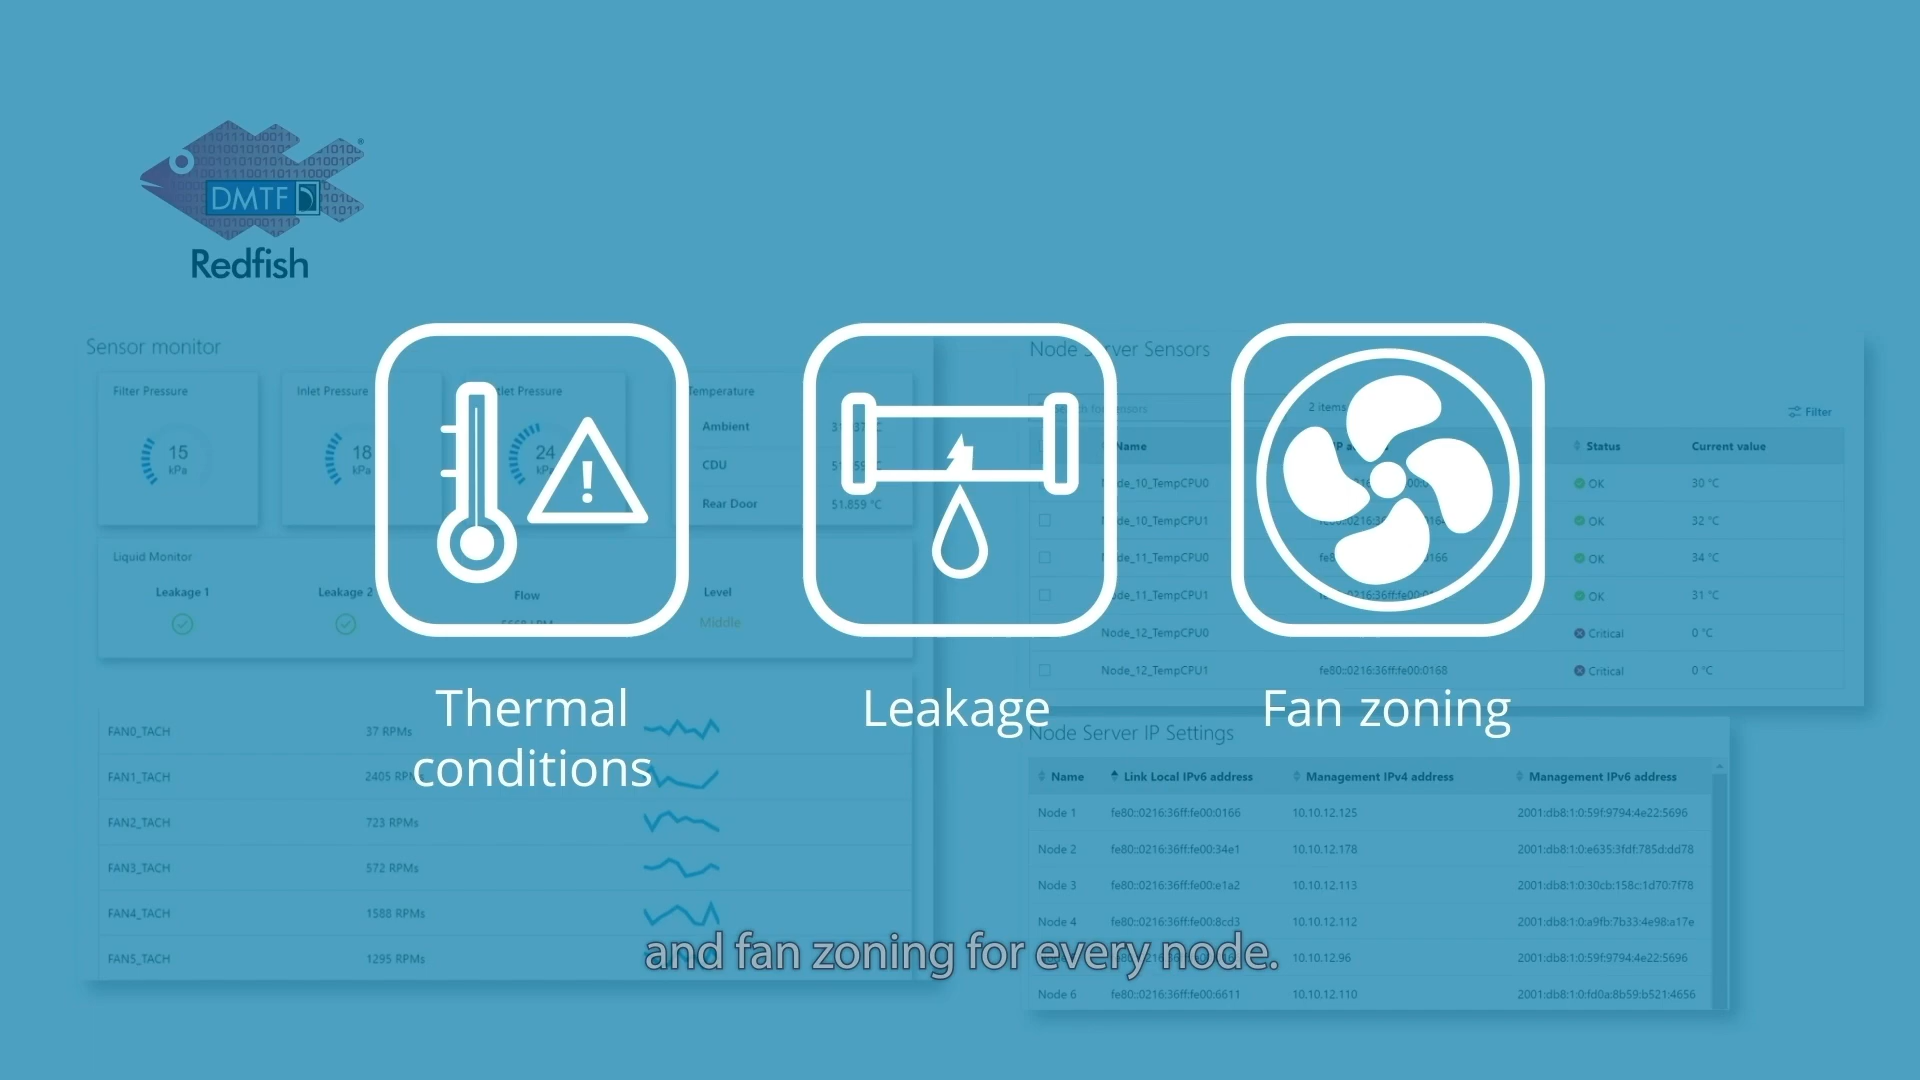 DMTF
Redfish
Sensor monitor
Filter Pressure
15
kPa
Inlet Pressure
18
kPa
Pressure
24
Temperature
Ambient
CDU
Rear Door
51.859 °C
Liquid Monitor
Leakage 1
Leakage 2
Flow
Level
Middle
FAN0_TACH 37 RPMs
FAN1_TACH 2405 RPMs
FAN2_TACH 723 RPMs
FAN3_TACH 572 RPMs
FAN4_TACH 1588 RPMs
FAN5_TACH 1295 RPMs
!
Thermal
conditions
Leakage
Fan zoning
Node Server Sensors
2 items
Filter
Name Status Current value
OK 30 °C
OK 32 °C
OK 34 °C
OK 31 °C
Node_12_TempCPU0 Critical 0 °C
Node_12_TempCPU1 fe80::0216:36ff:fe00:0168 Critical 0 °C
Node Server IP Settings
Name Link Local IPv6 address Management IPv4 address Management IPv6 address
Node 1 fe80::0216:36ff:fe00:0166 10.10.12.125 2001:db8:1:0:59f:9794:4e22:5696
Node 2 fe80::0216:36ff:fe00:34e1 10.10.12.178 2001:db8:1:0:e635:3fdf:785d:dd78
Node 3 fe80::0216:36ff:fe00:e1a2 10.10.12.113 2001:db8:1:0:30cb:158c:1d70:7f78
Node 4 fe80::0216:36ff:fe00:8cd3 10.10.12.112 2001:db8:1:0:a9fb:7b33:4e98:a17e
10.10.12.96 2001:db8:1:0:59f:9794:4e22:5696
Node 6 fe80::0216:36ff:fe00:6611 10.10.12.110 2001:db8:1:0:fd0a:8b59:b521:4656
and fan zoning for every node.